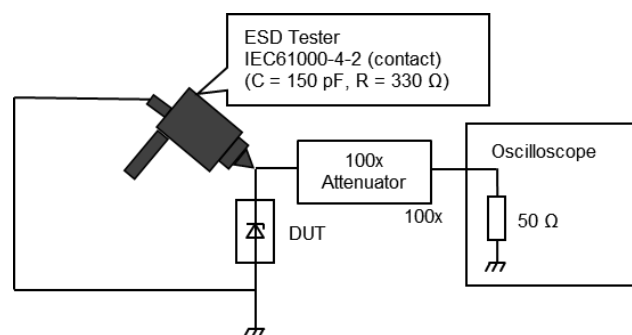 ESD Tester
IEC61000-4-2 (contact)
(C = 150 pF, R = 330 Ω)
100x
Attenuator
100x
Oscilloscope
50 Ω
DUT